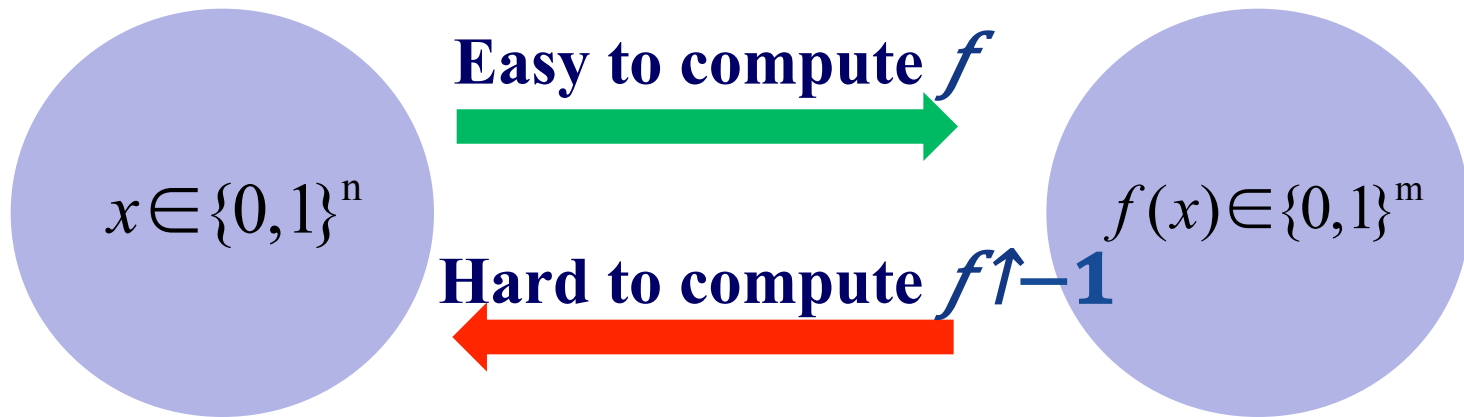 Easy to compute 𝑓
x∈{0,1}ⁿ
f(x)∈{0,1}ᵐ
Hard to compute 𝑓↑−1